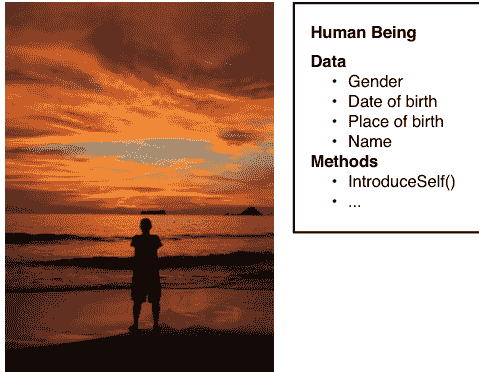 Human Being
Data
• Gender
• Date of birth
• Place of birth
• Name
Methods
• IntroduceSelf()
• ...